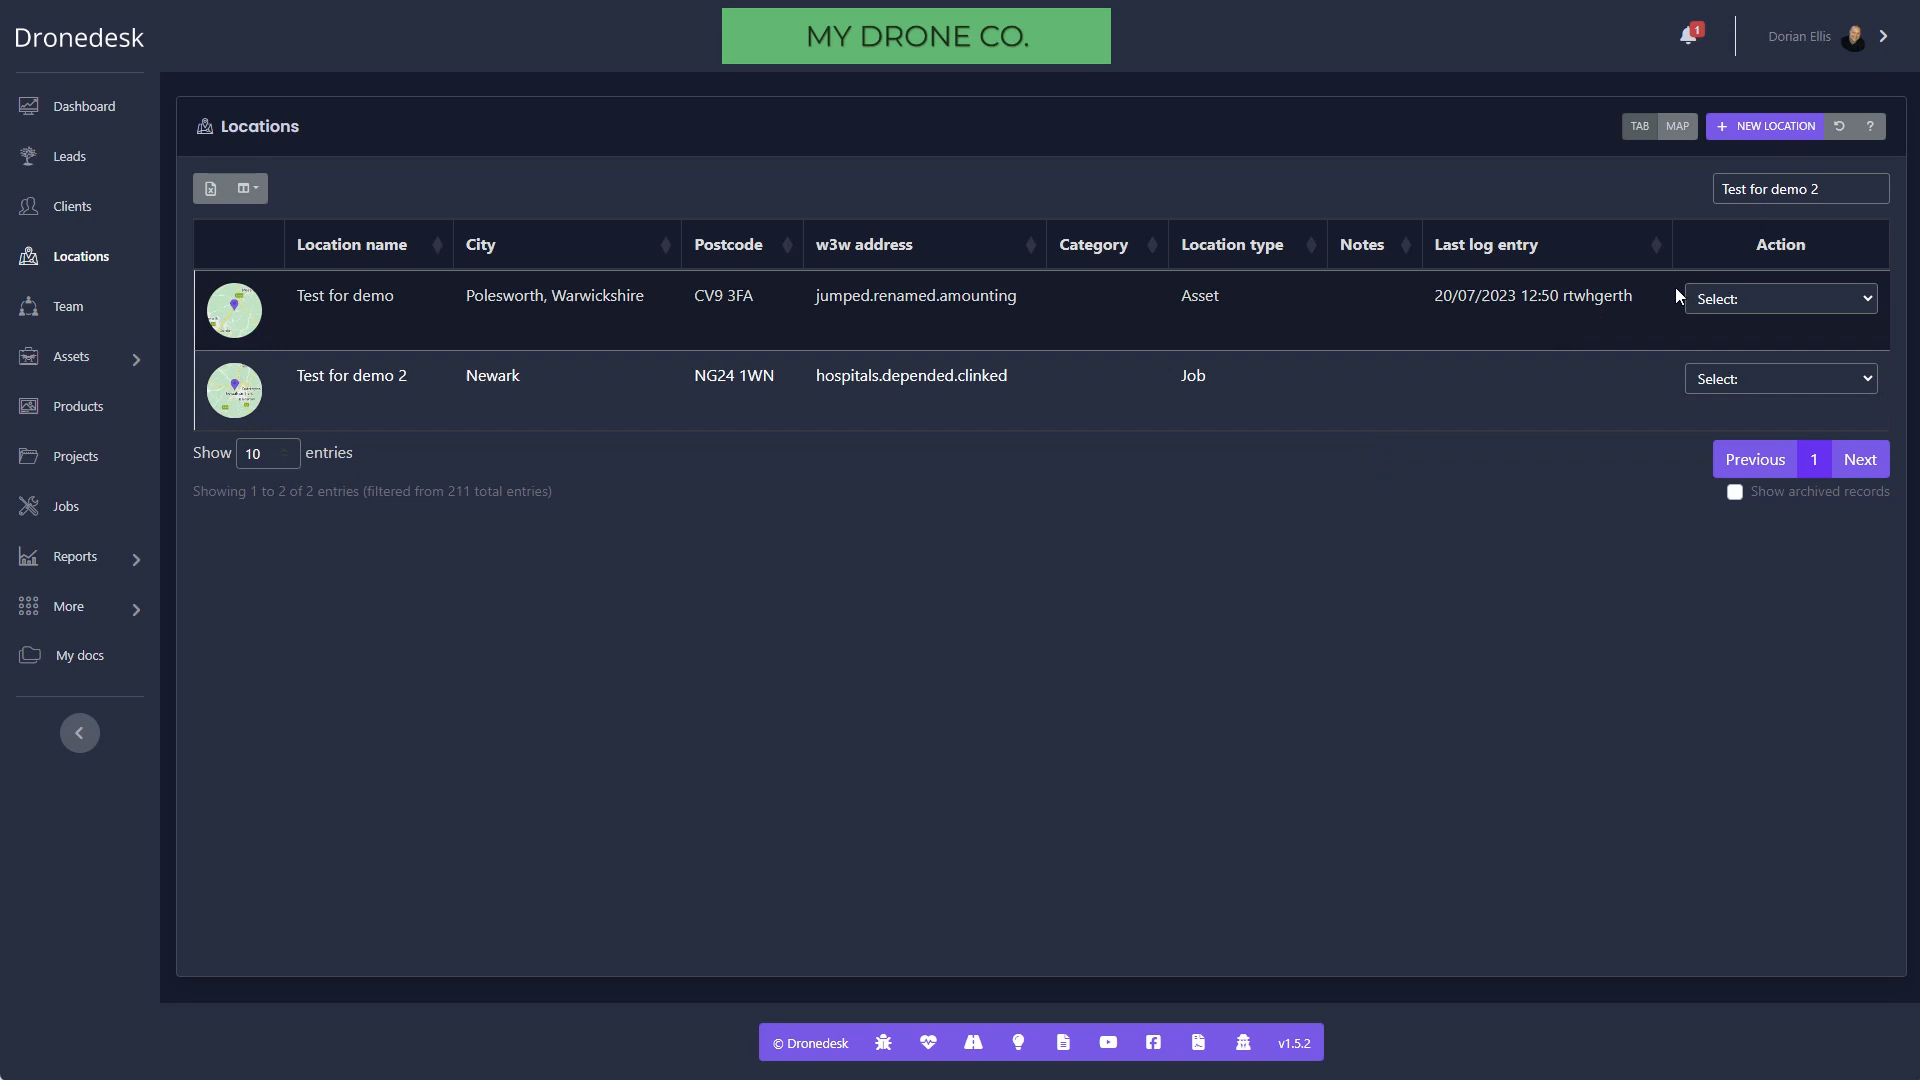 Dronedesk
MY DRONE CO.
1
Dorian Ellis
Dashboard
Leads
Clients
Locations
Team
Assets
Products
Projects
Jobs
Reports
More
My docs
Locations
TAB MAP + NEW LOCATION ?
Test for demo 2
Location name City Postcode w3w address Category Location type Notes Last log entry Action
Test for demo Polesworth, Warwickshire CV9 3FA jumped.renamed.amounting Asset 20/07/2023 12:50 rtwhgerth Select:
Test for demo 2 Newark NG24 1WN hospitals.depended.clinked Job Select:
Show 10 entries
Previous 1 Next
Showing 1 to 2 of 2 entries (filtered from 211 total entries)
Show archived records
© Dronedesk v1.5.2